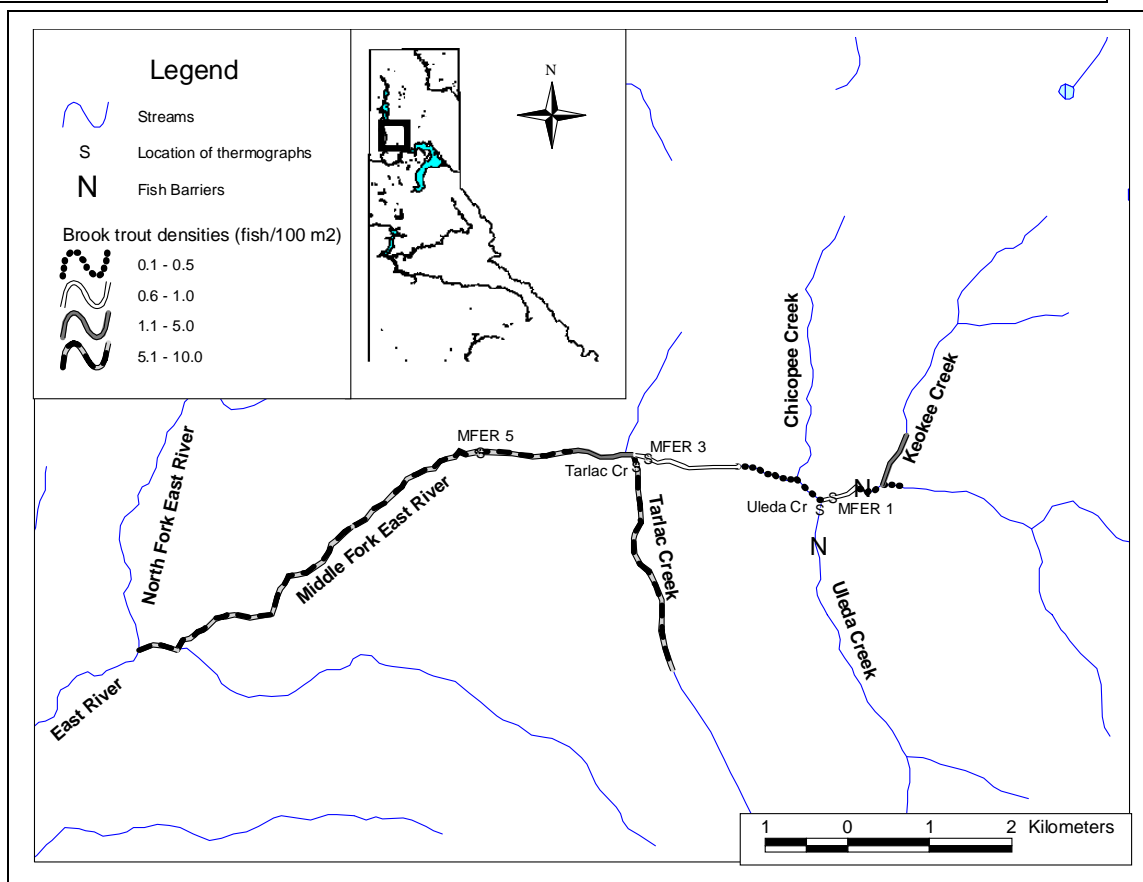 Legend
Streams
S Location of thermographs
N Fish Barriers
Brook trout densities (fish/100 m2)
0.1 - 0.5
0.6 - 1.0
1.1 - 5.0
5.1 - 10.0
N
Chicopee Creek
Keokee Creek
North Fork East River
MFER 5
S
S MFER 3
Tarlac Cr S
Middle Fork East River
Tarlac Creek
N
Uleda Cr S
S MFER 1
N
Uleda Creek
East River
1 0 1 2 Kilometers